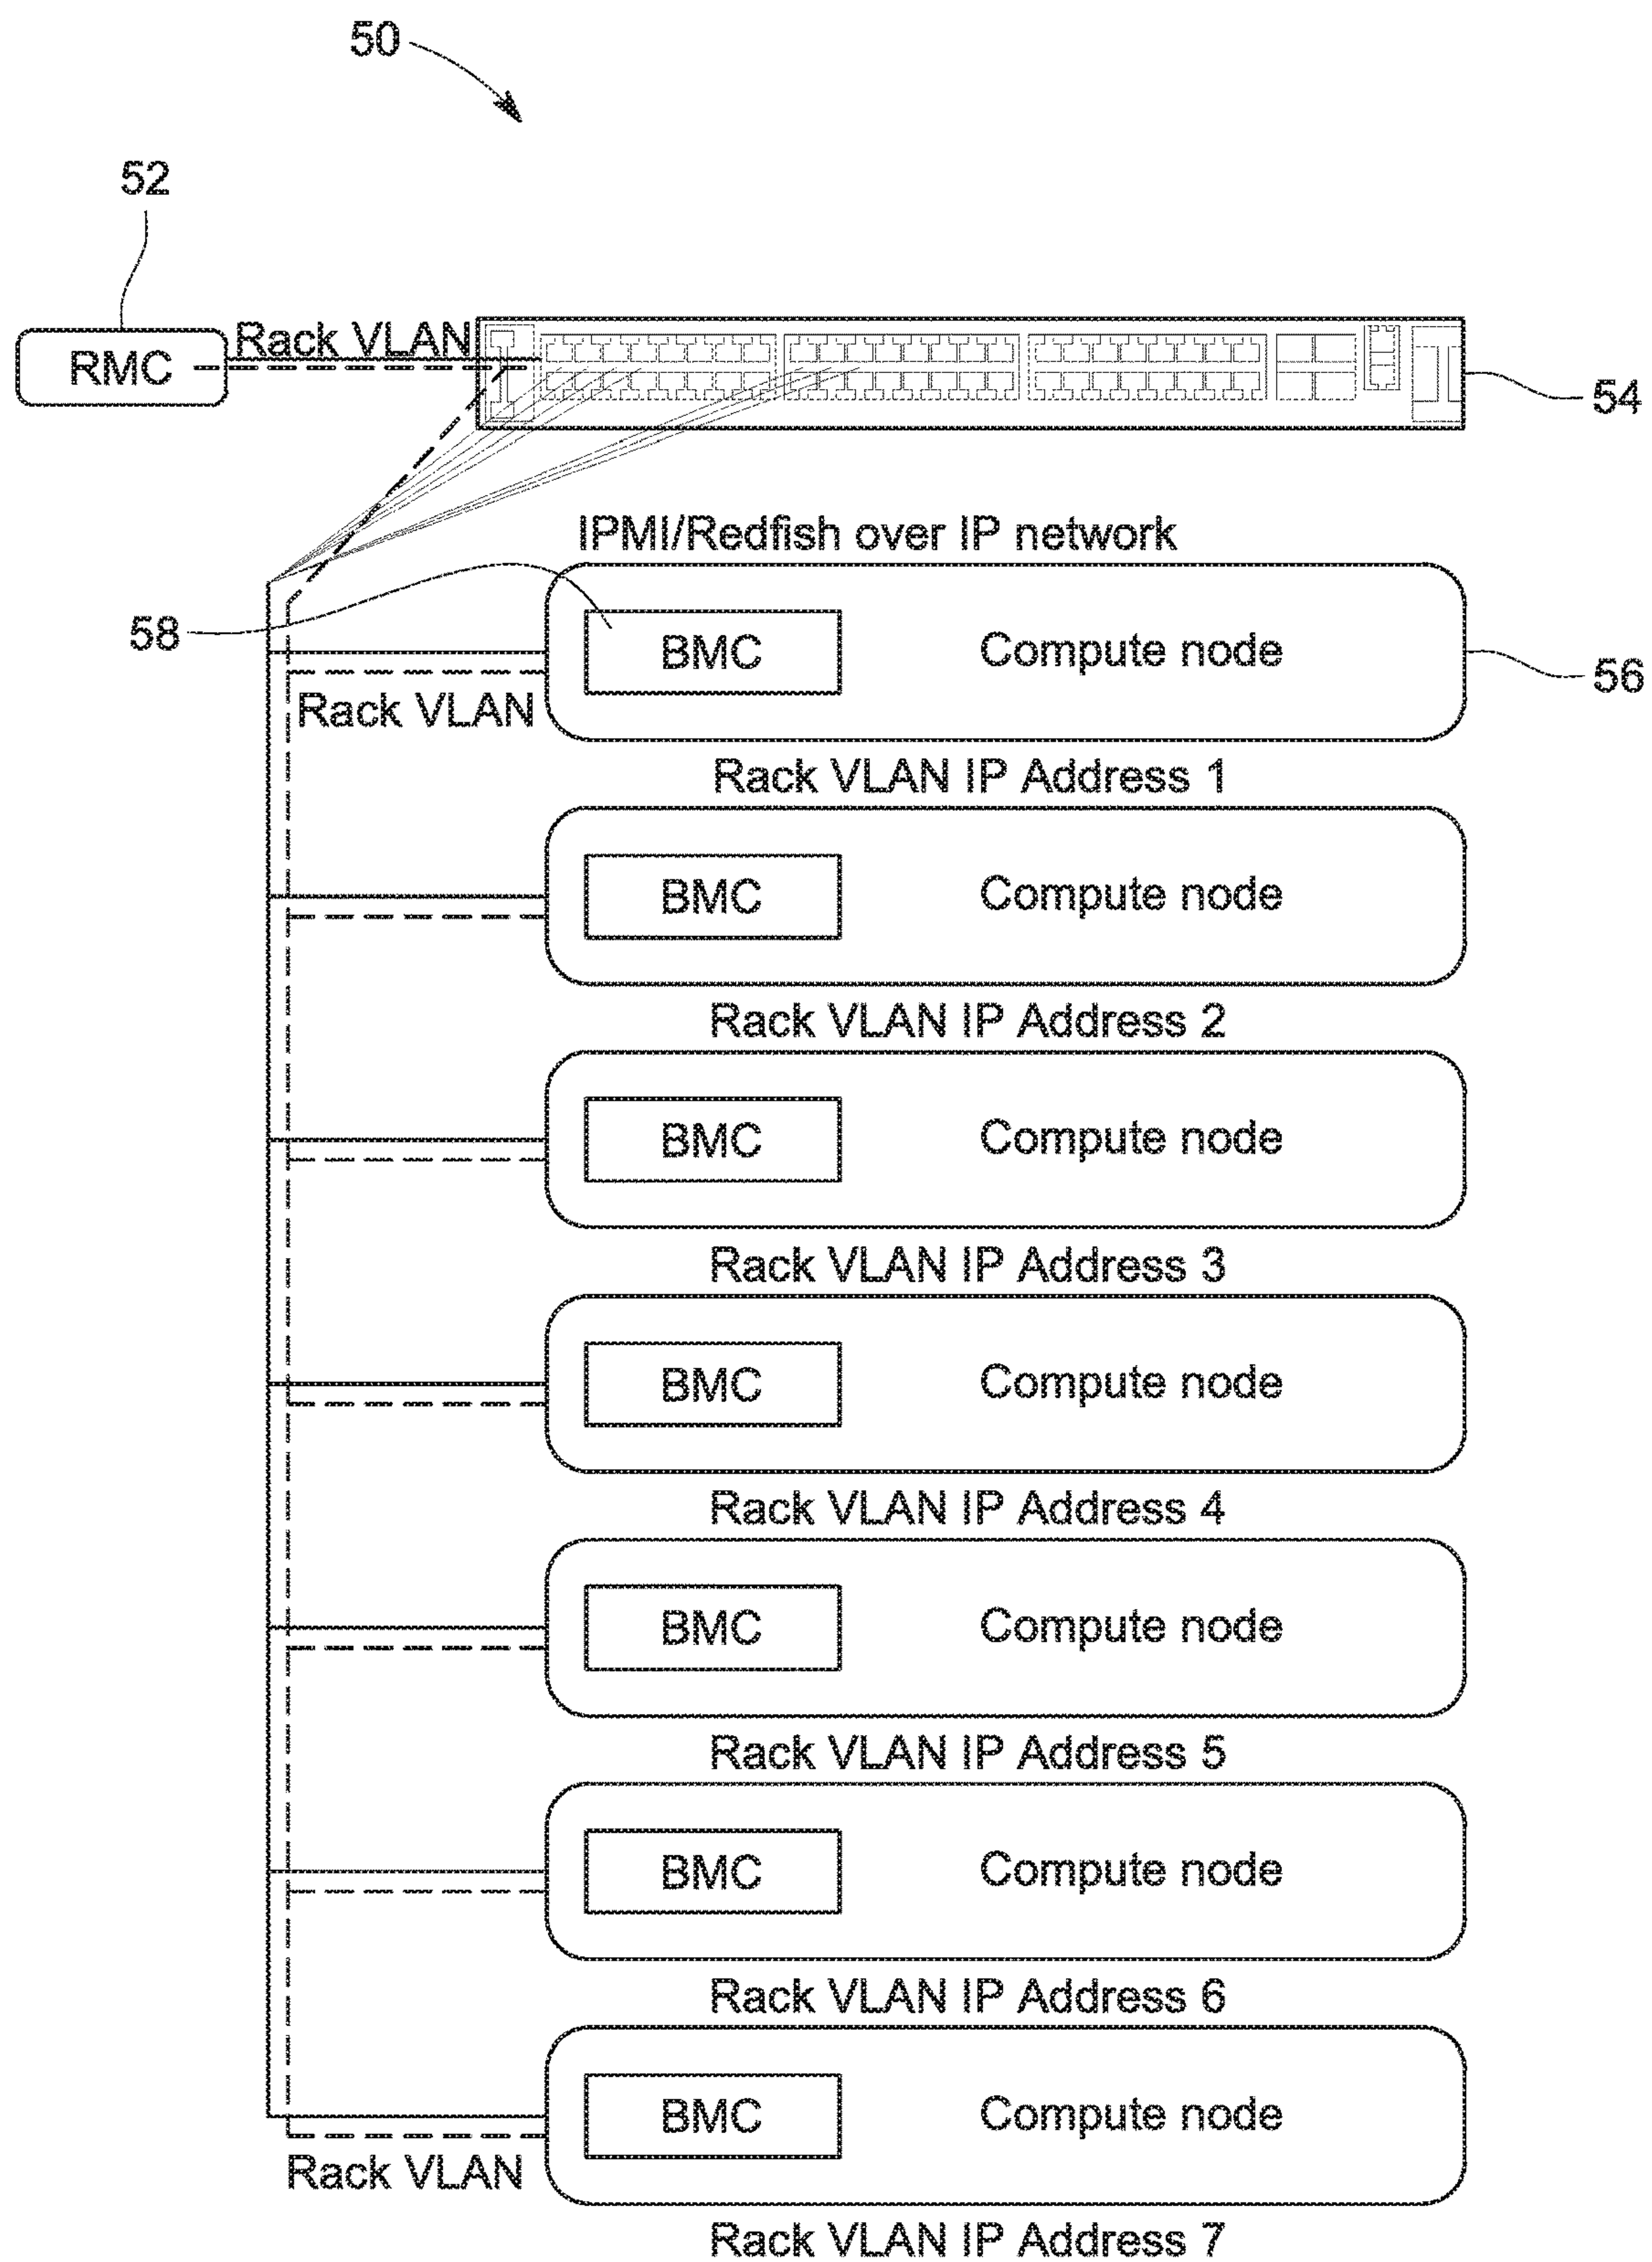 50
52
RMC
Rack VLAN
54
IPMI/Redfish over IP network
58
BMC
Compute node
56
Rack VLAN
Rack VLAN IP Address 1
BMC
Compute node
Rack VLAN IP Address 2
BMC
Compute node
Rack VLAN IP Address 3
BMC
Compute node
Rack VLAN IP Address 4
BMC
Compute node
Rack VLAN IP Address 5
BMC
Compute node
Rack VLAN IP Address 6
BMC
Compute node
Rack VLAN
Rack VLAN IP Address 7